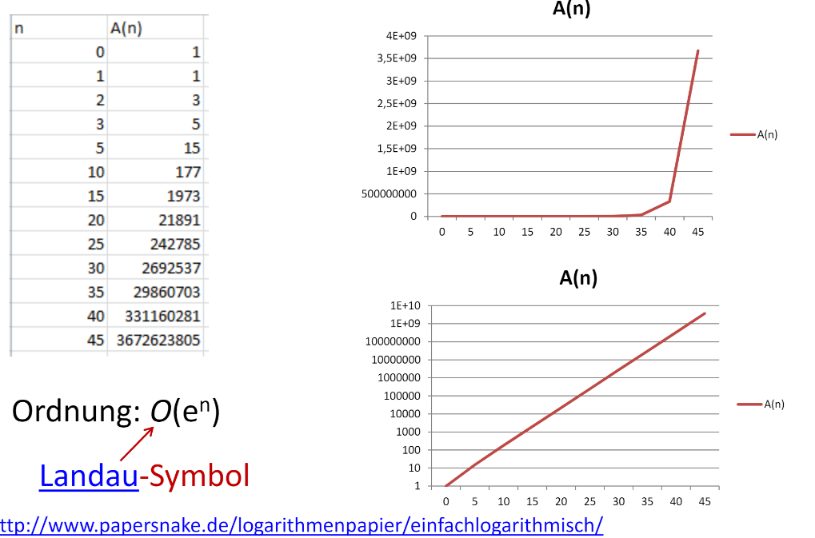 n A(n)
0 1
1 1
2 3
3 5
5 15
10 177
15 1973
20 21891
25 242785
30 2692537
35 29860703
40 331160281
45 3672623805
A(n)
4E+09
3,5E+09
3E+09
2,5E+09
2E+09
1,5E+09
1E+09
500000000
0
0 5 10 15 20 25 30 35 40 45
A(n)
A(n)
1E+10
1E+09
100000000
10000000
1000000
100000
10000
1000
100
10
1
0 5 10 15 20 25 30 35 40 45
A(n)
Ordnung: O(eⁿ)
Landau-Symbol
ttp://www.papersnake.de/logarithmenpapier/einfachlogarithmisch/